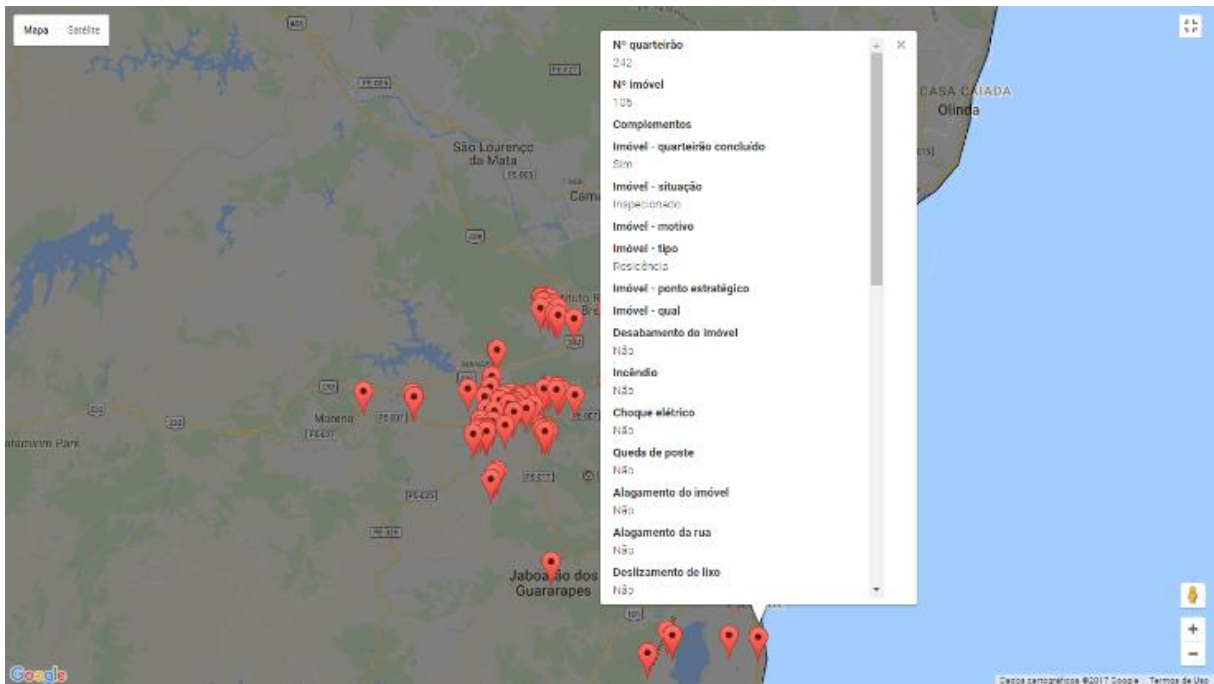 Mapa Satélite
Nº quarteirão
242
Nº imóvel
105
Complementos
Imóvel - quarteirão concluído
Sim
Imóvel - situação
Inspecionado
Imóvel - motivo
Imóvel - tipo
Residência
Imóvel - ponto estratégico
Imóvel - qual
Desabamento do imóvel
Não
Incêndio
Não
Choque elétrico
Não
Queda de poste
Não
Alagamento do imóvel
Não
Alagamento da rua
Não
Deslizamento de lixo
Não
CASA CAIADA
Olinda
São Lourenço
da Mata
Moreno
Jaboatão dos
Guararapes
Google
Dados cartográficos ©2017 Google
Termos de Uso